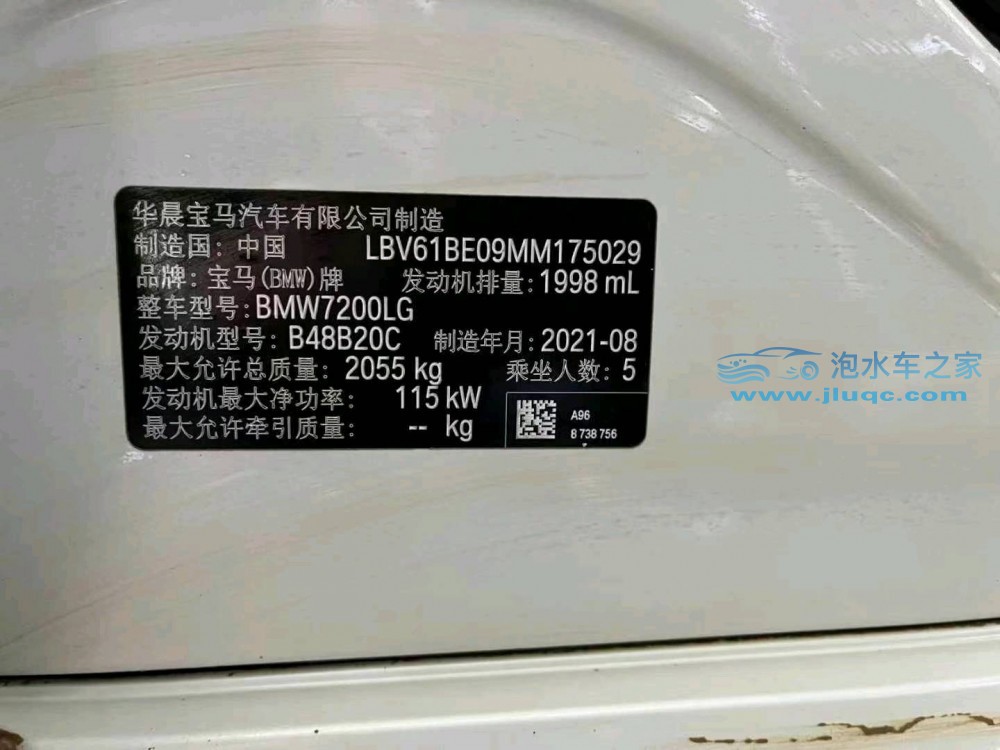 华晨宝马汽车有限公司制造
制造国: 中国 LBV61BE09MM175029
品牌: 宝马(BMW)牌 发动机排量: 1998 mL
整车型号: BMW7200LG
发动机型号: B48B20C 制造年月: 2021-08
最大允许总质量: 2055 kg 乘坐人数: 5
发动机最大净功率: 115 kW
最大允许牵引质量: -- kg
A96
8 738 756
泡水车之家
www.jluqc.com